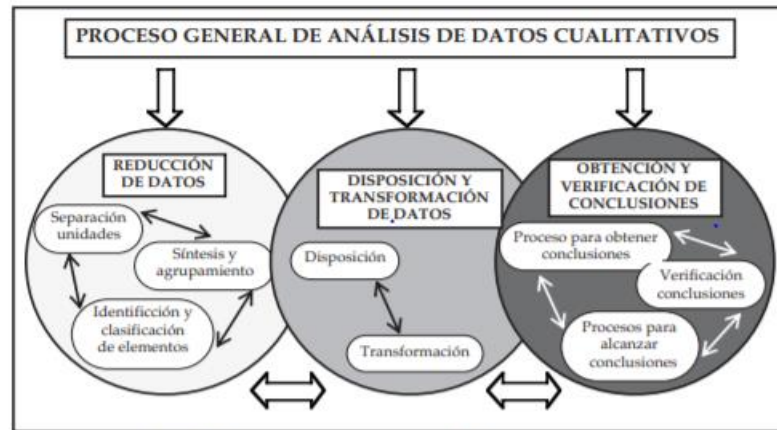 PROCESO GENERAL DE ANÁLISIS DE DATOS CUALITATIVOS
REDUCCIÓN
DE DATOS
Separación
unidades
Síntesis y
agrupamiento
Identificción y
clasificación
de elementos
DISPOSICIÓN Y
TRANSFORMACIÓN
DE DATOS
Disposición
Transformación
OBTENCIÓN Y
VERIFICACIÓN DE
CONCLUSIONES
Proceso para obtener
conclusiones
Verificación
conclusiones
Procesos para
alcanzar
conclusiones